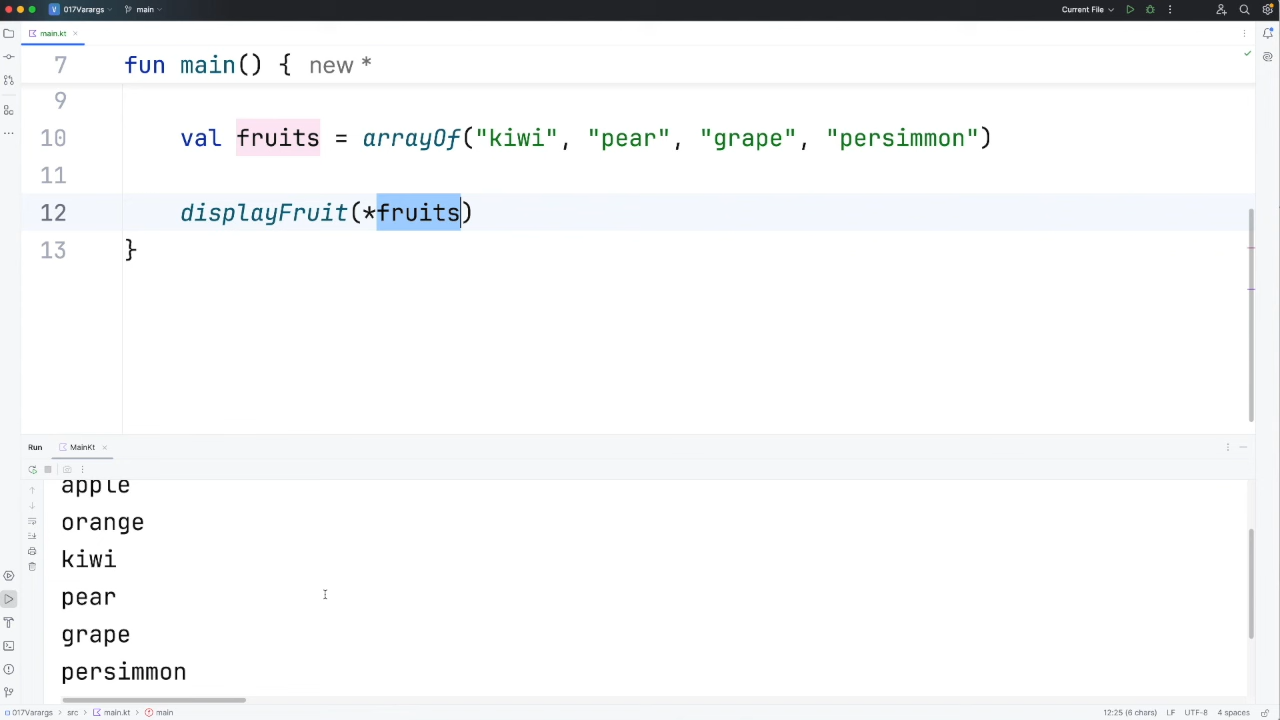 017Varargs main Current File
main.kt
7 fun main() { new *
9
10 val fruits = arrayOf("kiwi", "pear", "grape", "persimmon")
11
12 displayFruit(*fruits)
13 }
Run MainKt
apple
orange
kiwi
pear
grape
persimmon
017Varargs > src > main.kt > main 12:25 (6 chars) LF UTF-8 4 spaces